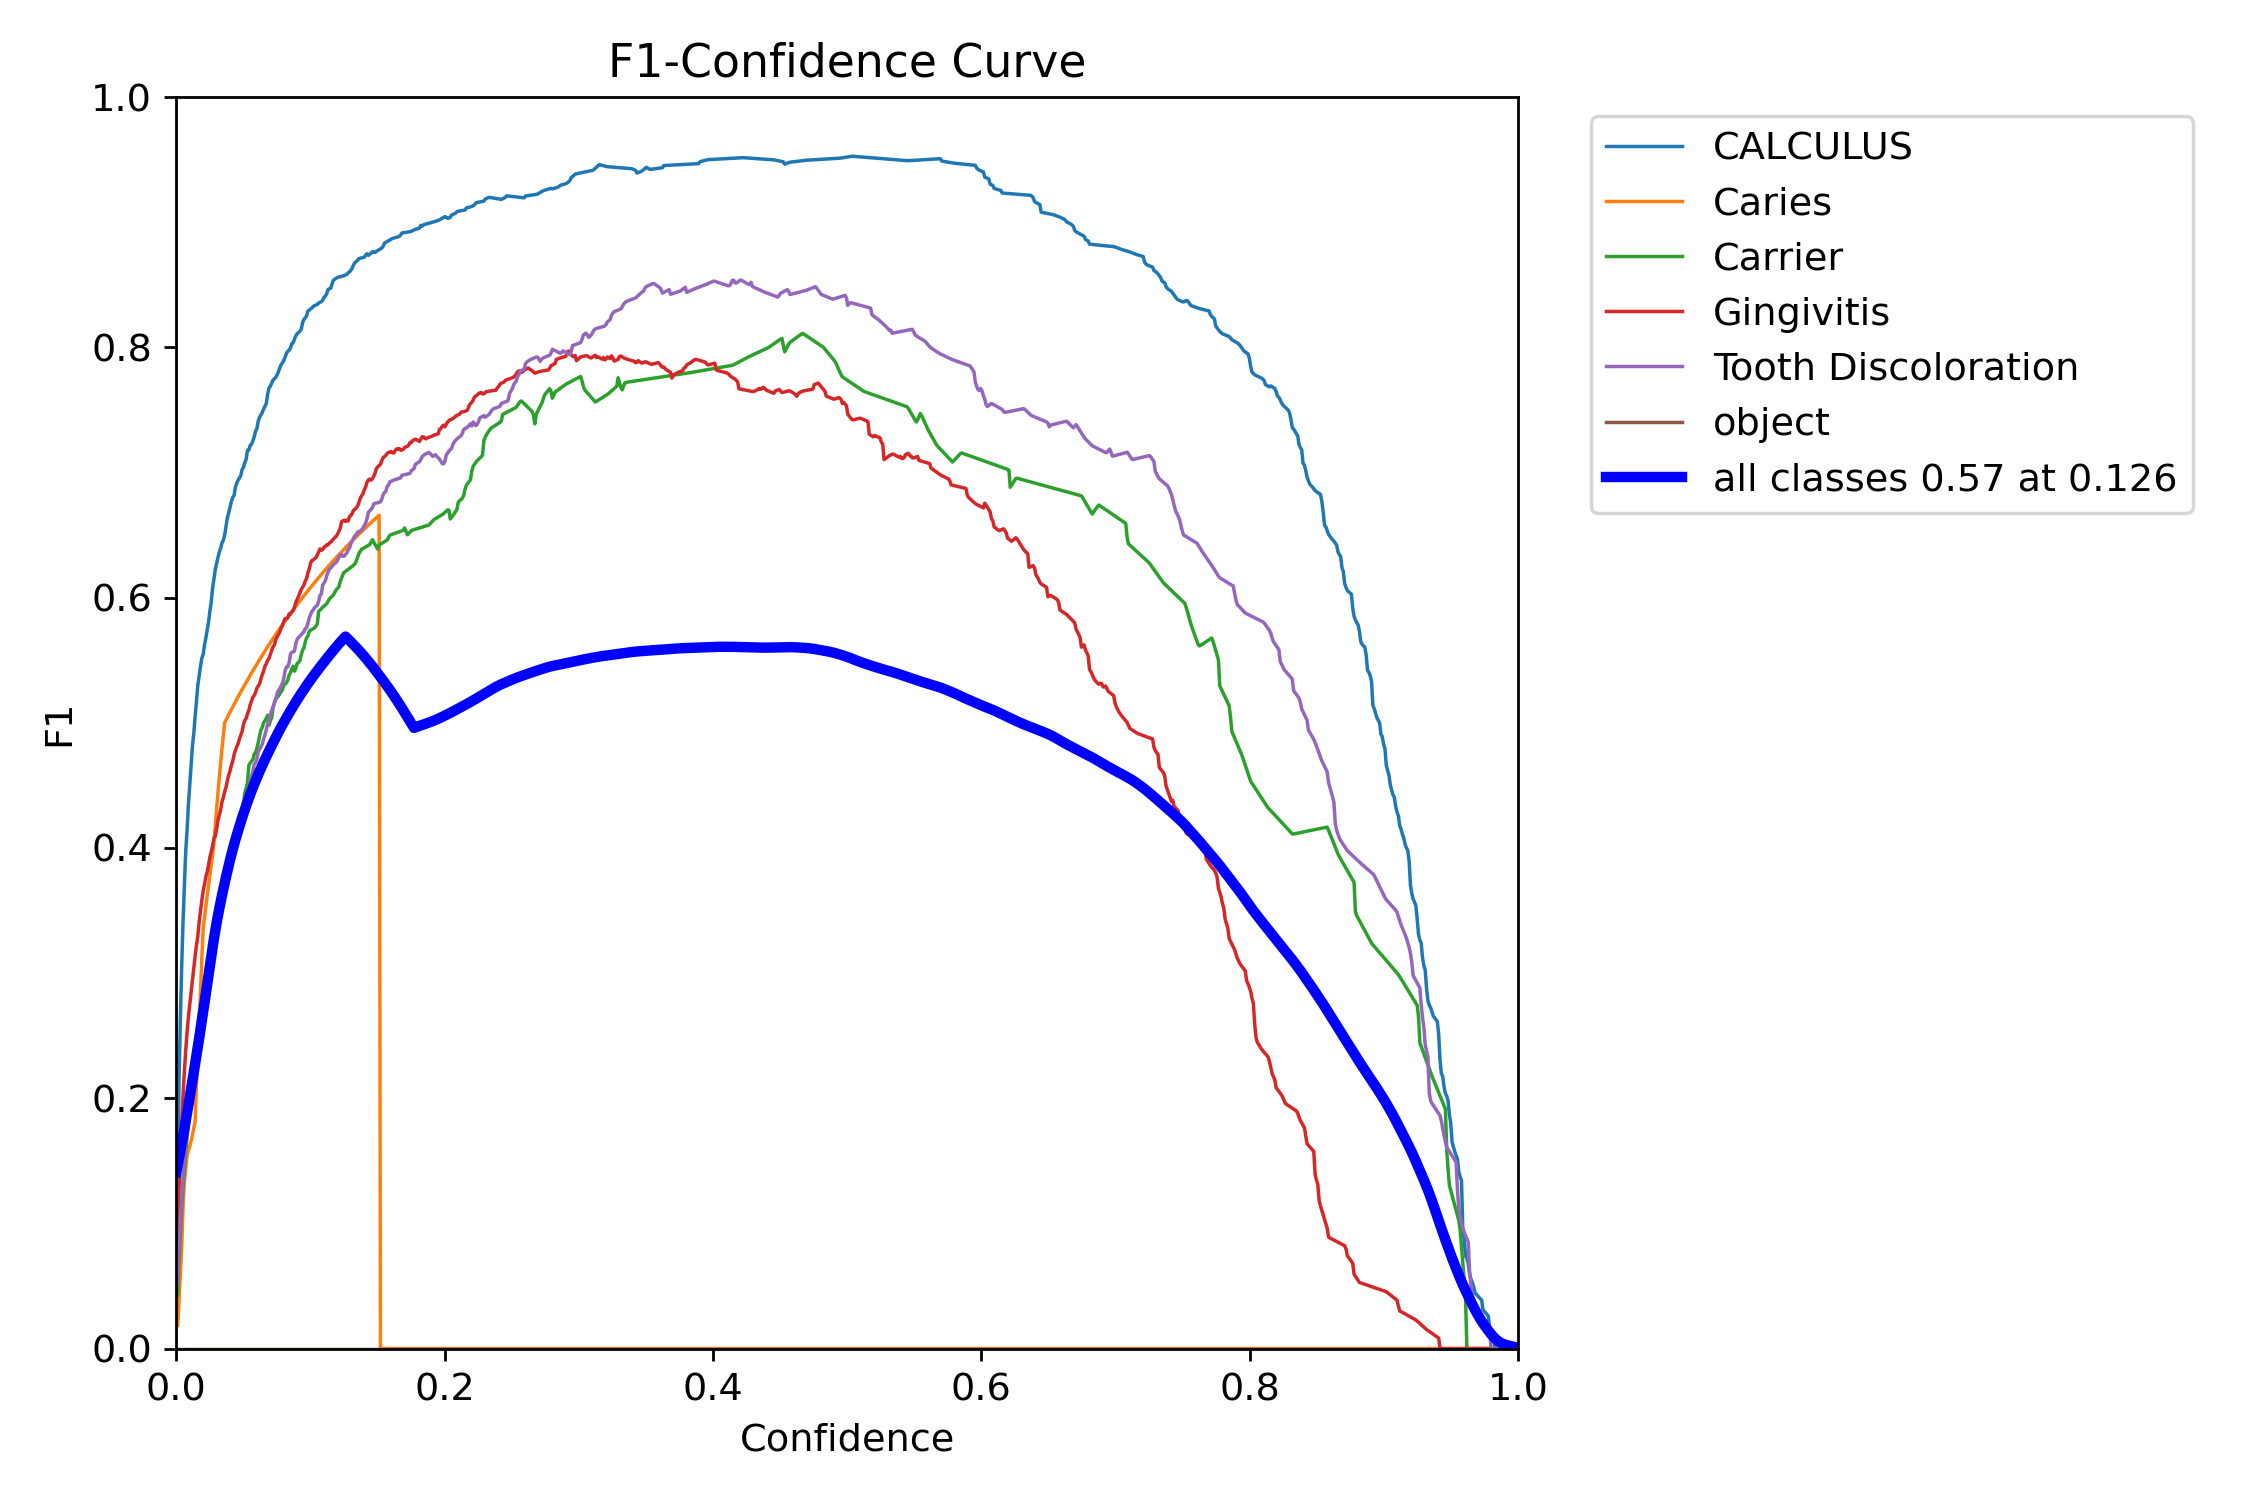 F1-Confidence Curve
1.0
0.8
0.6
0.4
0.2
0.0
F1
0.0 0.2 0.4 0.6 0.8 1.0
Confidence
CALCULUS
Caries
Carrier
Gingivitis
Tooth Discoloration
object
all classes 0.57 at 0.126